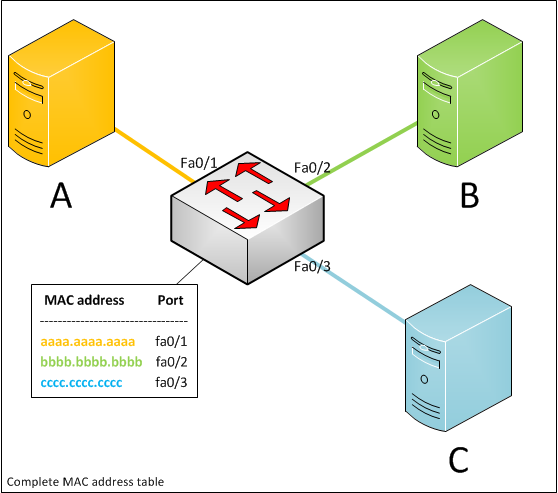 A
B
Fa0/1
Fa0/2
Fa0/3
MAC address Port
--------------------------------
aaaa.aaaa.aaaa fa0/1
bbbb.bbbb.bbbb fa0/2
cccc.cccc.cccc fa0/3
C
Complete MAC address table